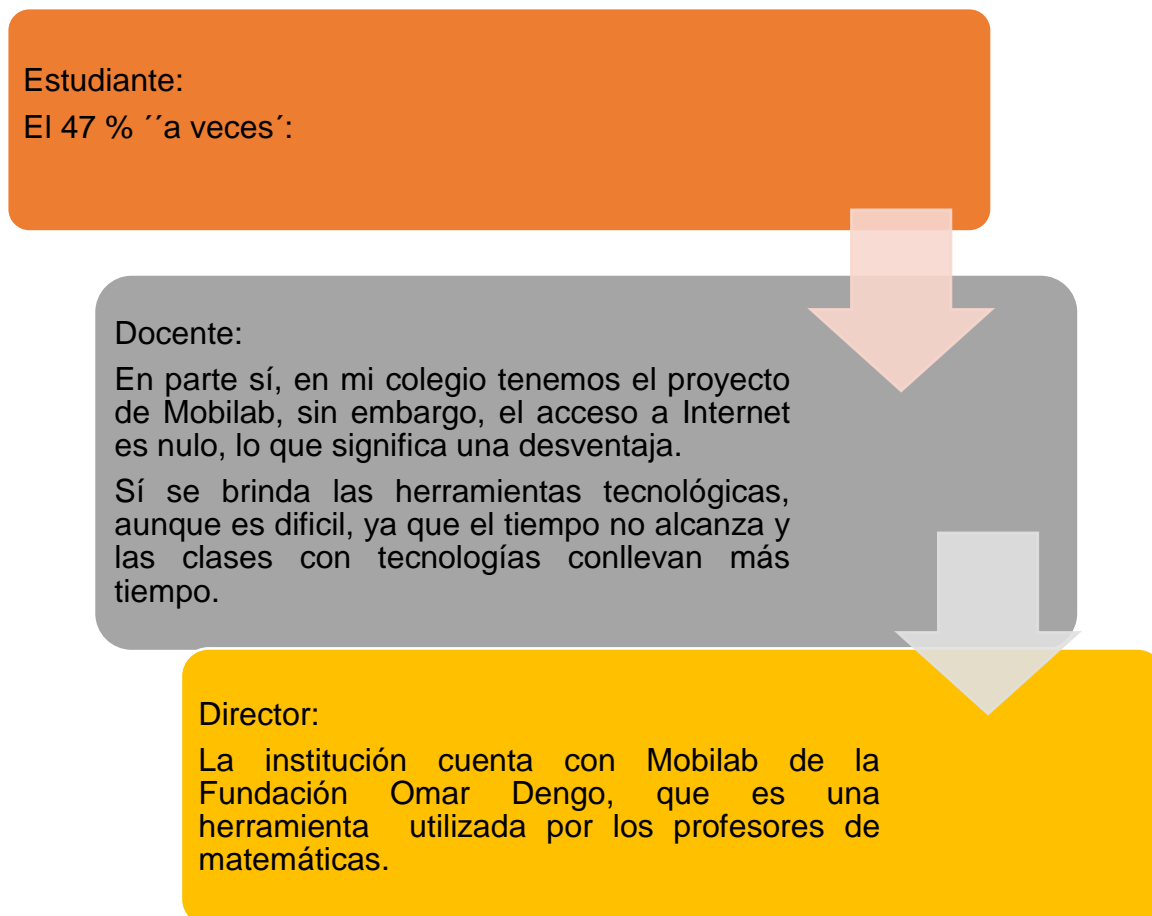 Estudiante:
El 47 % ´´a veces´:
Docente:
En parte sí, en mi colegio tenemos el proyecto
de Mobilab, sin embargo, el acceso a Internet
es nulo, lo que significa una desventaja.
Sí se brinda las herramientas tecnológicas,
aunque es dificil, ya que el tiempo no alcanza y
las clases con tecnologías conllevan más
tiempo.
Director:
La institución cuenta con Mobilab de la
Fundación Omar Dengo, que es una
herramienta utilizada por los profesores de
matemáticas.